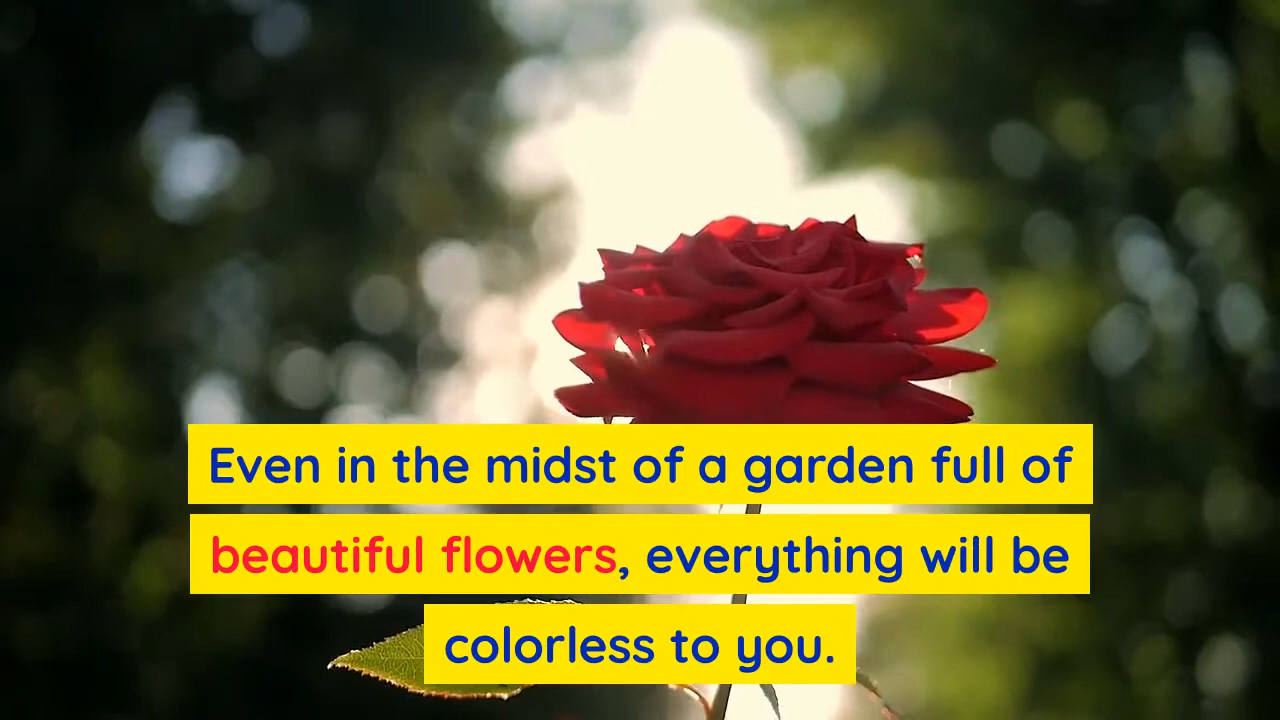 Even in the midst of a garden full of
beautiful flowers, everything will be
colorless to you.